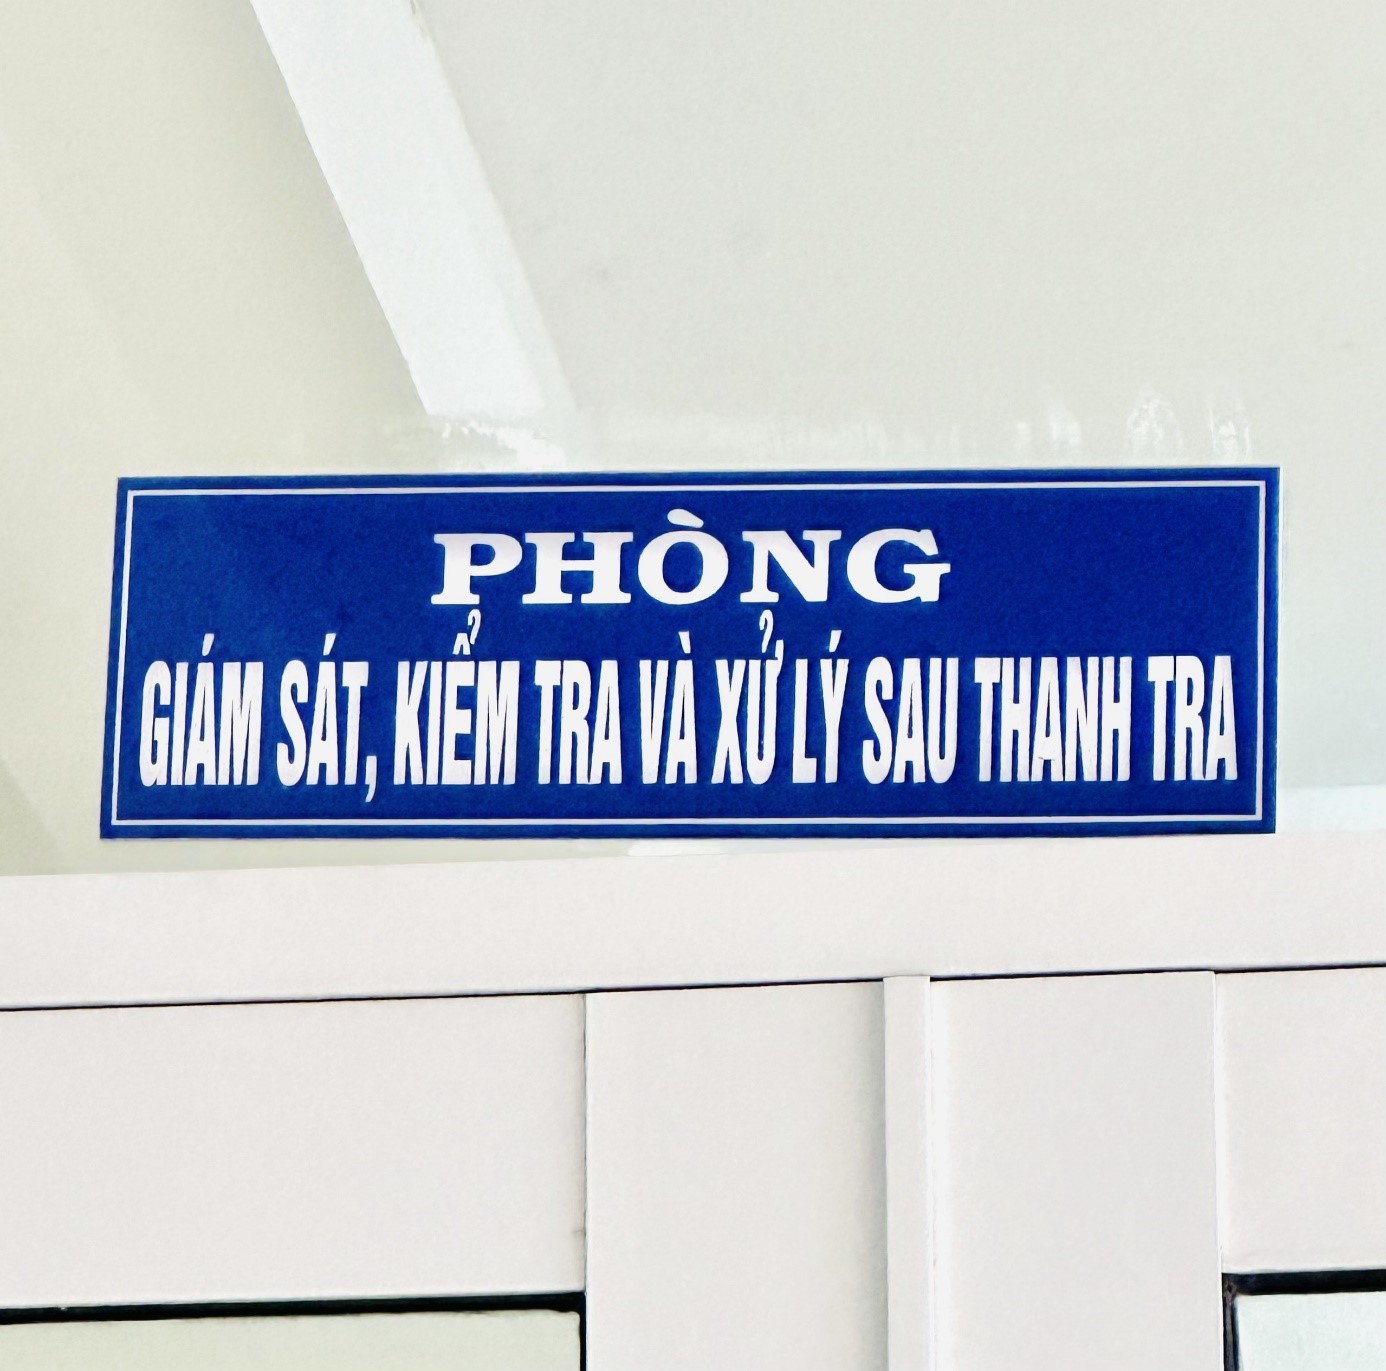 PHÒNG
GIÁM SÁT, KIỂM TRA VÀ XỬ LÝ SAU THANH TRA